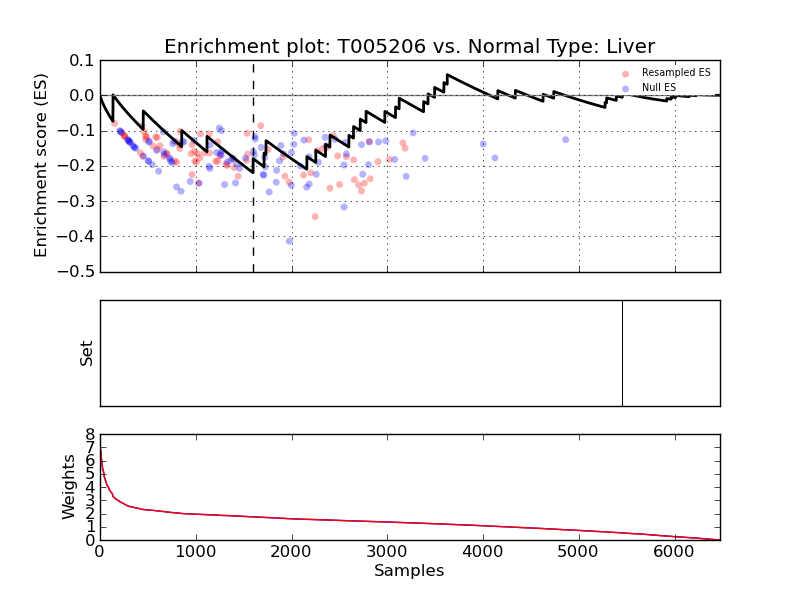 Enrichment plot: T005206 vs. Normal Type: Liver
0.1
0.0
−0.1
−0.2
−0.3
−0.4
−0.5
Enrichment score (ES)
Resampled ES
Null ES
Set
8
7
6
5
4
3
2
1
0
Weights
0 1000 2000 3000 4000 5000 6000
Samples